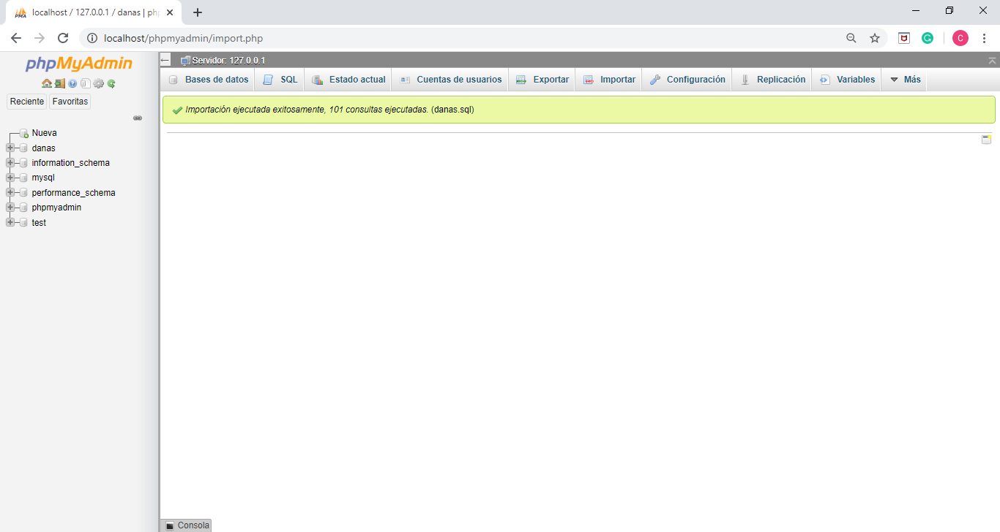 PMA
localhost / 127.0.0.1 / danas | ph
localhost/phpmyadmin/import.php
C
phpMyAdmin
Reciente Favoritas
Nueva
danas
information_schema
mysql
performance_schema
phpmyadmin
test
Servidor: 127.0.0.1
Bases de datos SQL Estado actual Cuentas de usuarios Exportar Importar Configuración Replicación Variables Más
Importación ejecutada exitosamente, 101 consultas ejecutadas. (danas.sql)
Consola